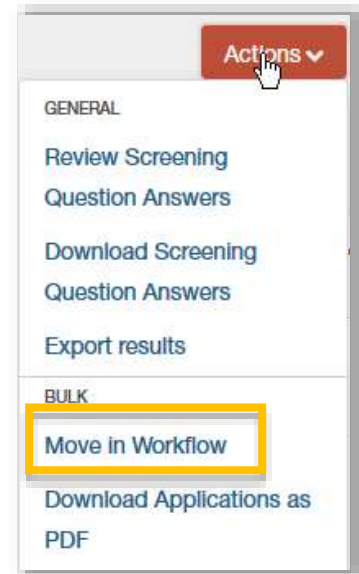 Actions
GENERAL
Review Screening
Question Answers
Download Screening
Question Answers
Export results
BULK
Move in Workflow
Download Applications as
PDF